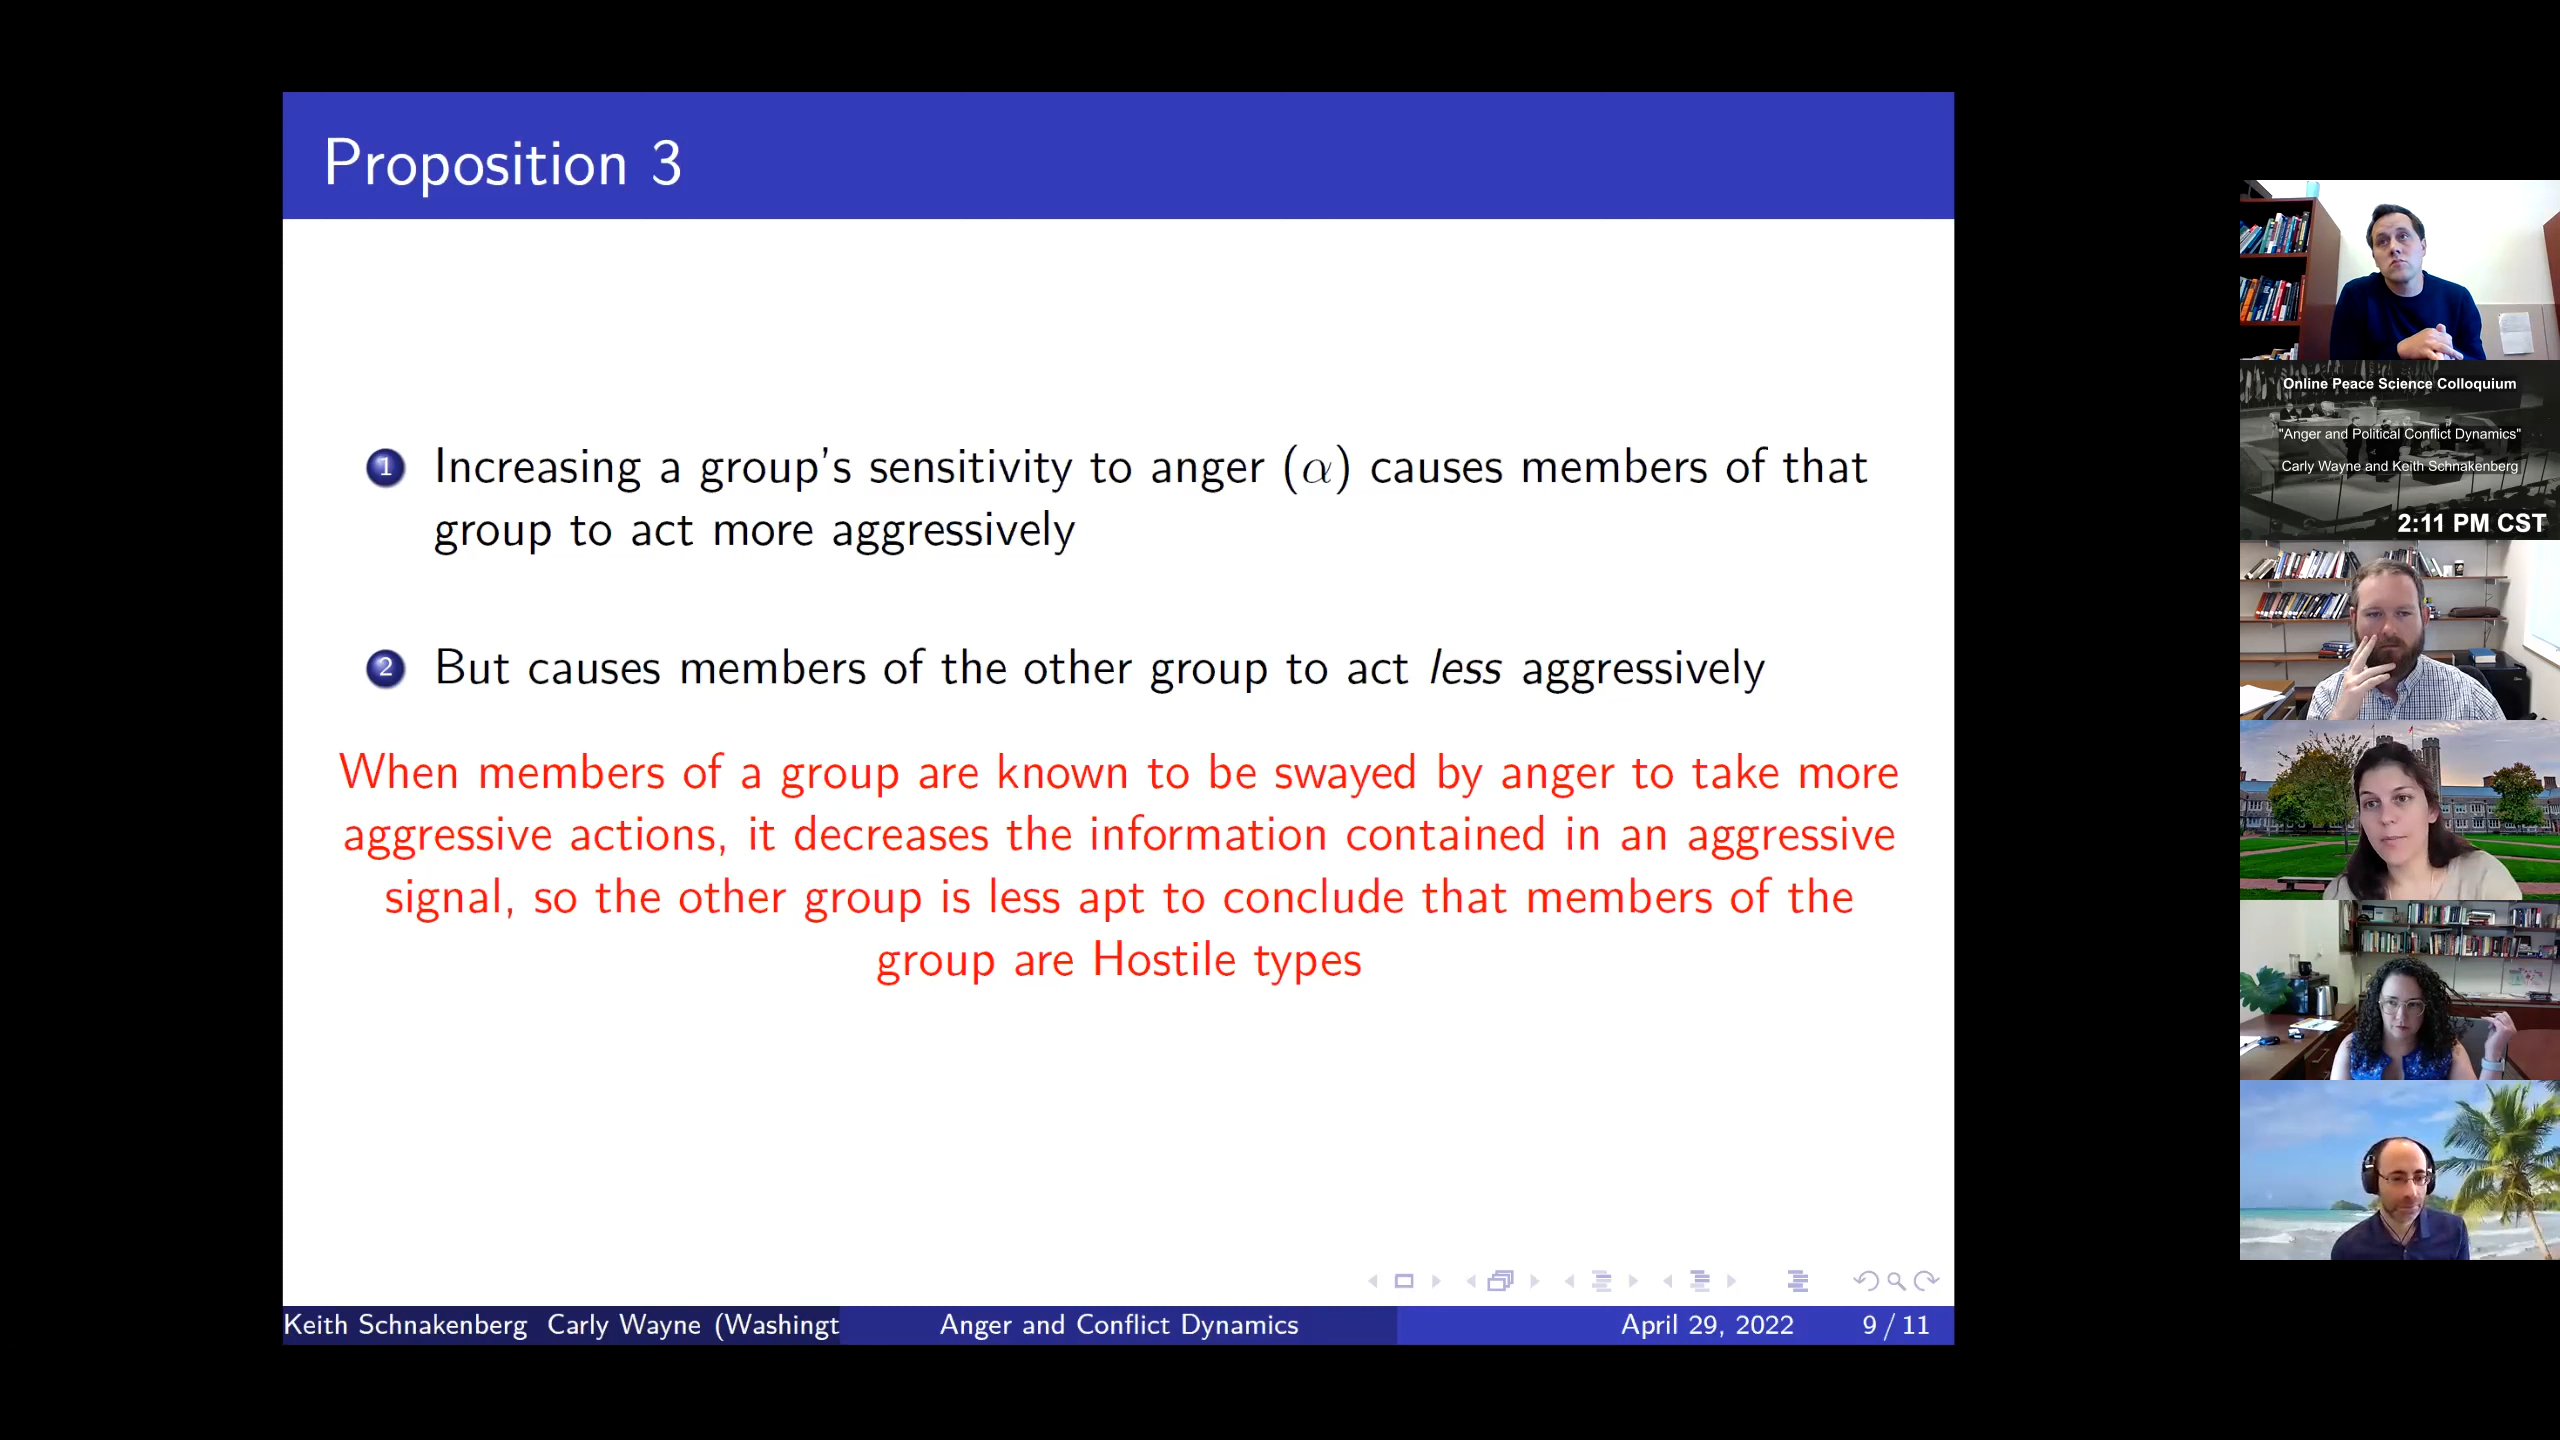 Proposition 3
1 Increasing a group's sensitivity to anger (α) causes members of that
group to act more aggressively
2 But causes members of the other group to act less aggressively
When members of a group are known to be swayed by anger to take more
aggressive actions, it decreases the information contained in an aggressive
signal, so the other group is less apt to conclude that members of the
group are Hostile types
Keith Schnakenberg Carly Wayne (Washingt
Anger and Conflict Dynamics
April 29, 2022
9 / 11
Online Peace Science Colloquium
"Anger and Political Conflict Dynamics"
Carly Wayne and Keith Schnakenberg
2:11 PM CST